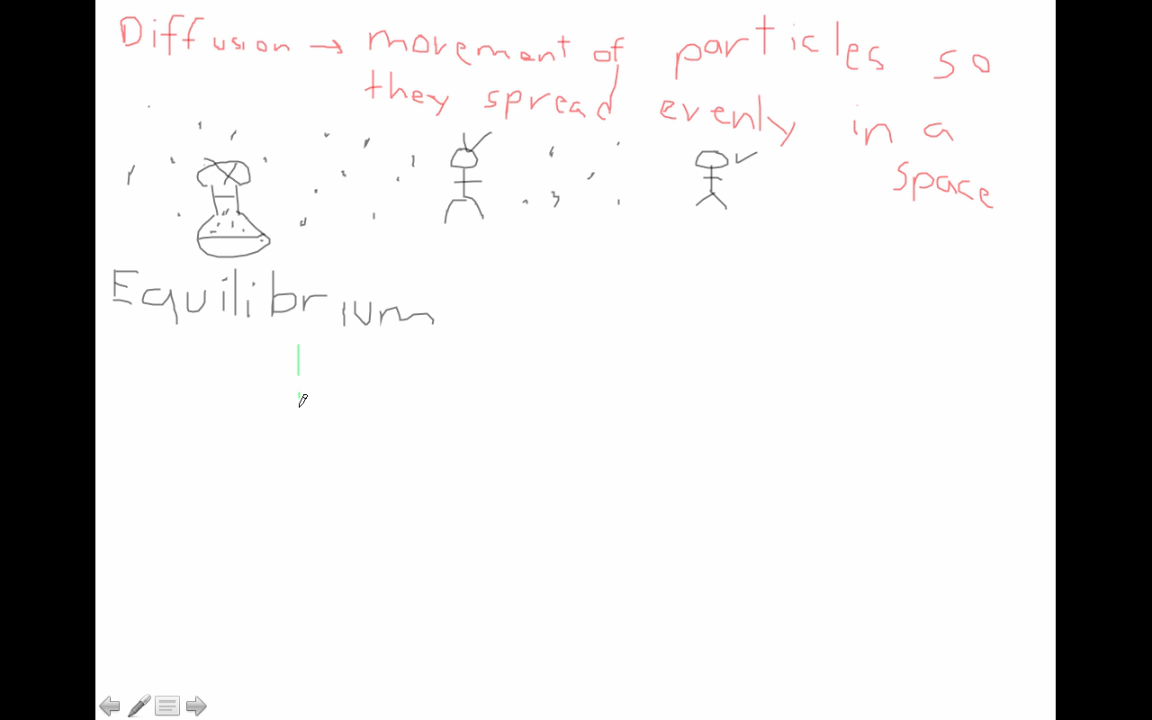 Diffusion → movement of particles so
they spread evenly in a
space
Equilibrium